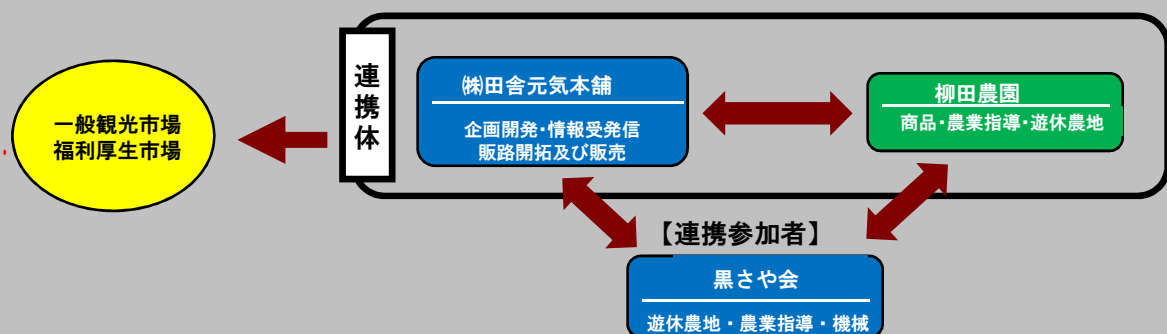 一般観光市場
福利厚生市場
連携体
㈱田舎元気本舗
企画開発・情報受発信
販路開拓及び販売
柳田農園
商品・農業指導・遊休農地
【連携参加者】
黒さや会
遊休農地・農業指導・機械